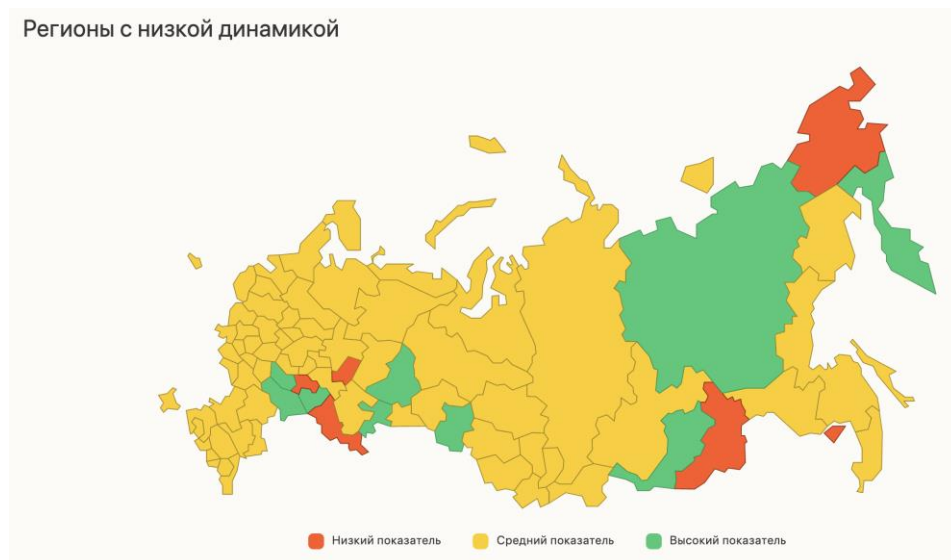 Регионы с низкой динамикой
Низкий показатель
Средний показатель
Высокий показатель